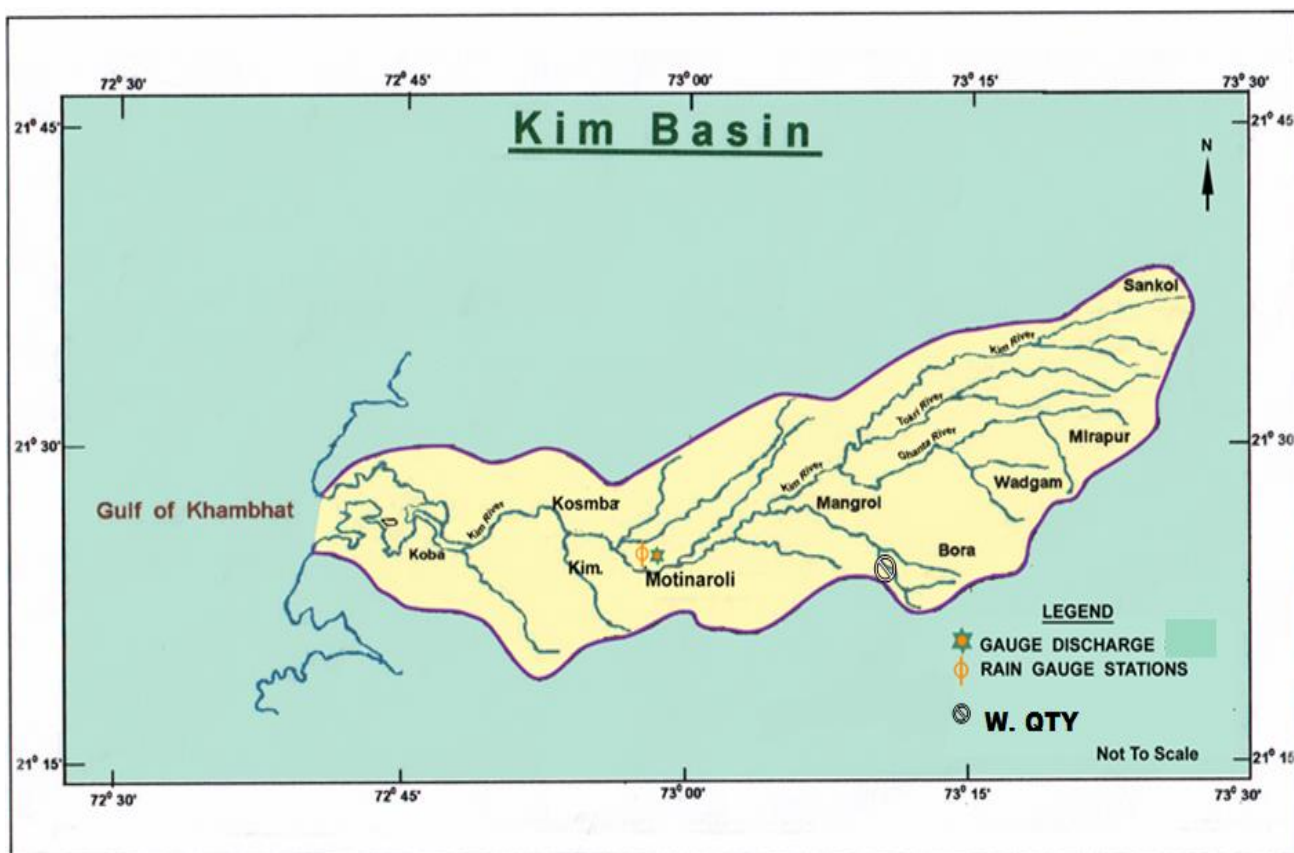 72° 30'
72° 45'
73° 00'
73° 15'
73° 30'
21° 45'
Kim Basin
21° 45'
N
Sankol
Kim River
Tokri River
21° 30'
Ghanta River
Mirapur
21° 30'
Kim River
Wadgam
Gulf of Khambhat
Kosmba
Mangrol
Kim River
Koba
Kim.
Motinaroli
Bora
LEGEND
GAUGE DISCHARGE
RAIN GAUGE STATIONS
W. QTY
Not To Scale
21° 15'
21° 15'
72° 30'
72° 45'
73° 00'
73° 15'
73° 30'